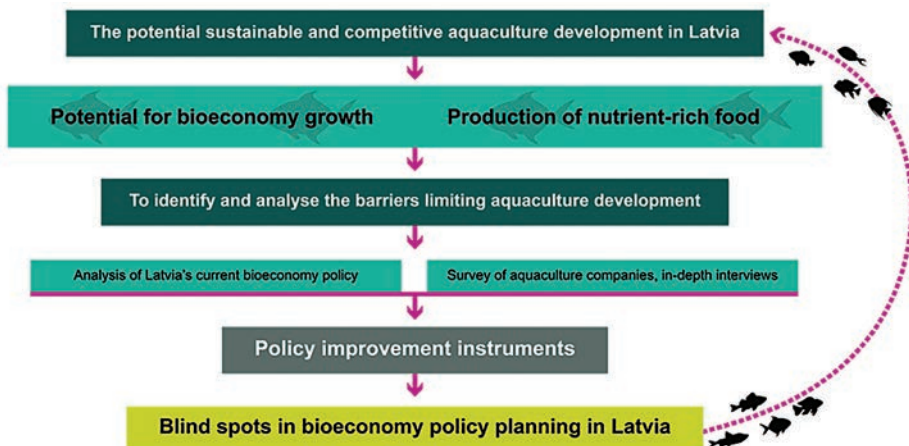 The potential sustainable and competitive aquaculture development in Latvia
Potential for bioeconomy growth
Production of nutrient-rich food
To identify and analyse the barriers limiting aquaculture development
Analysis of Latvia's current bioeconomy policy
Survey of aquaculture companies, in-depth interviews
Policy improvement instruments
Blind spots in bioeconomy policy planning in Latvia